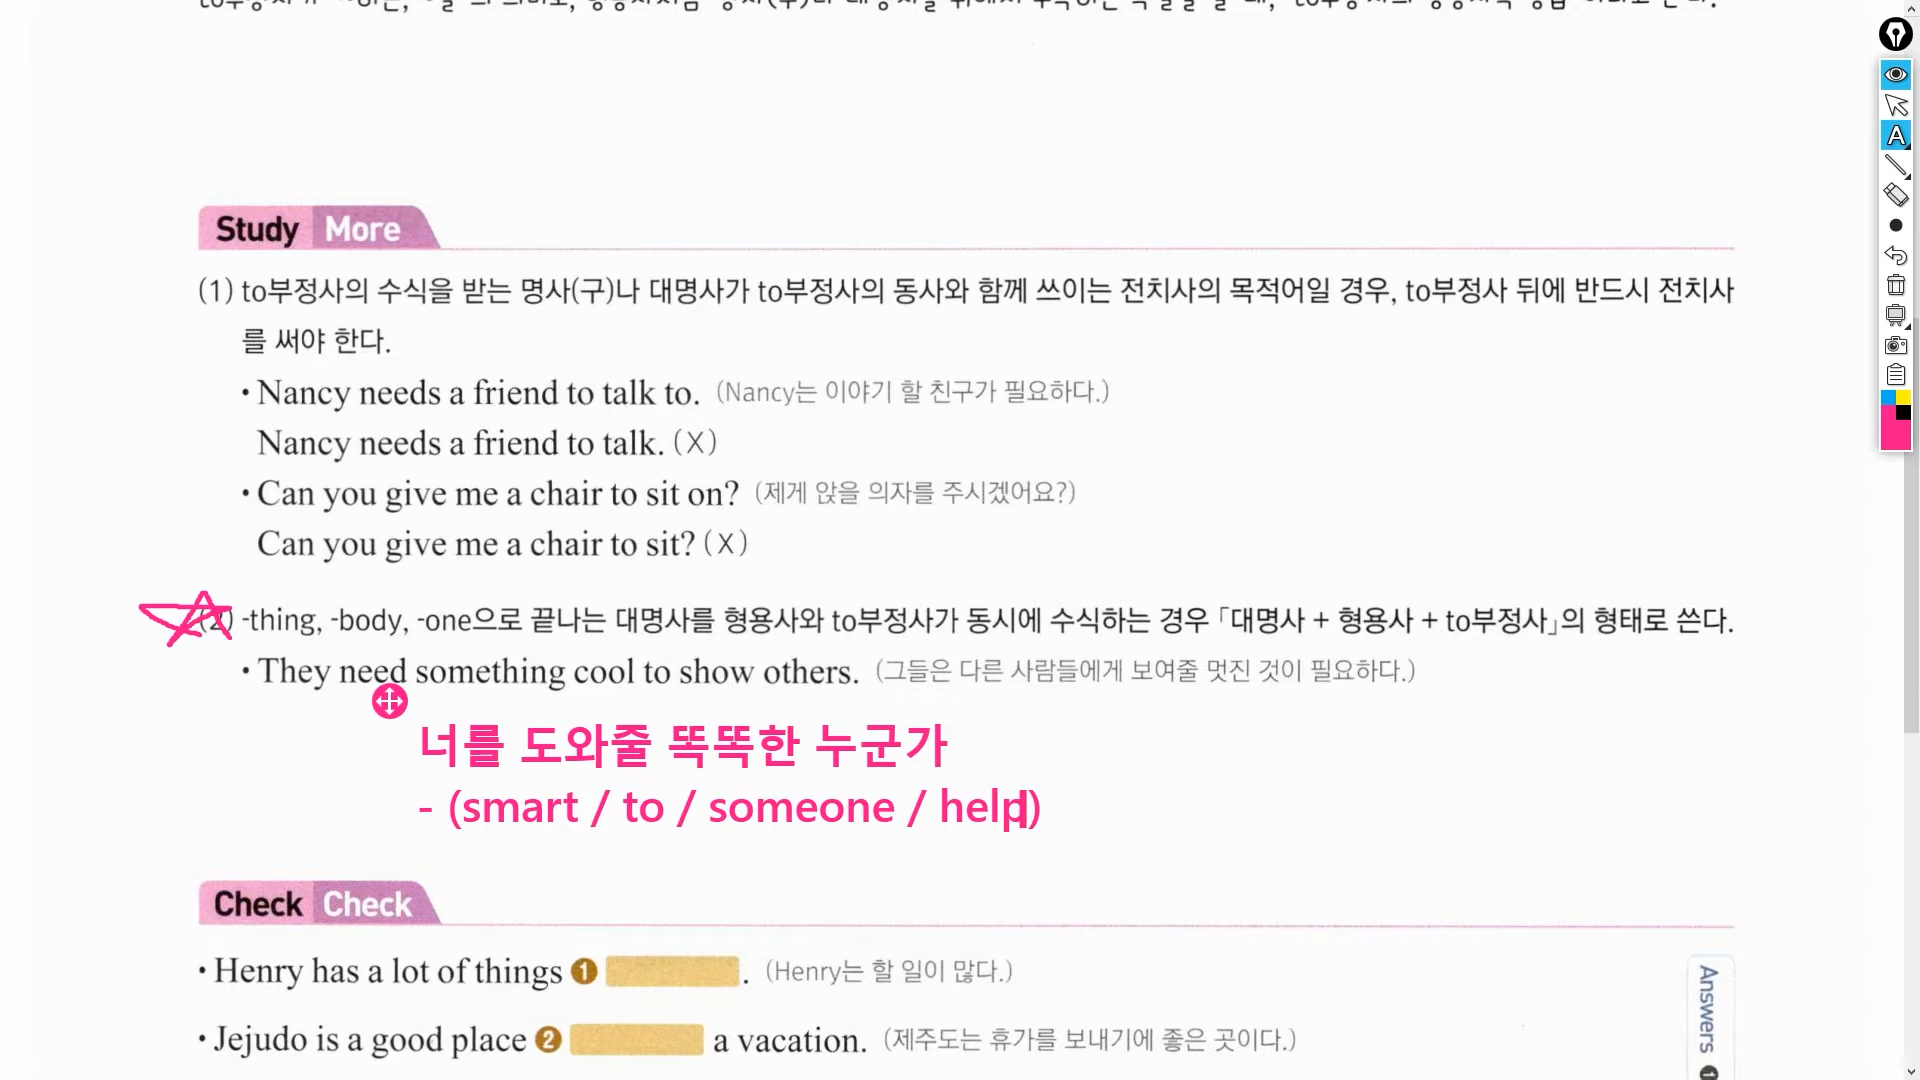 Study More
(1) to부정사의 수식을 받는 명사(구)나 대명사가 to부정사의 동사와 함께 쓰이는 전치사의 목적어일 경우, to부정사 뒤에 반드시 전치사
를 써야 한다.
• Nancy needs a friend to talk to. (Nancy는 이야기 할 친구가 필요하다.)
Nancy needs a friend to talk. (X)
• Can you give me a chair to sit on? (제게 앉을 의자를 주시겠어요?)
Can you give me a chair to sit? (X)
(2) -thing, -body, -one으로 끝나는 대명사를 형용사와 to부정사가 동시에 수식하는 경우 「대명사 + 형용사 + to부정사」의 형태로 쓴다.
• They need something cool to show others. (그들은 다른 사람들에게 보여줄 멋진 것이 필요하다.)
너를 도와줄 똑똑한 누군가
- (smart / to / someone / help)
Check Check
• Henry has a lot of things ❶ . (Henry는 할 일이 많다.)
• Jejudo is a good place ❷ a vacation. (제주도는 휴가를 보내기에 좋은 곳이다.)
Answers ❶
A